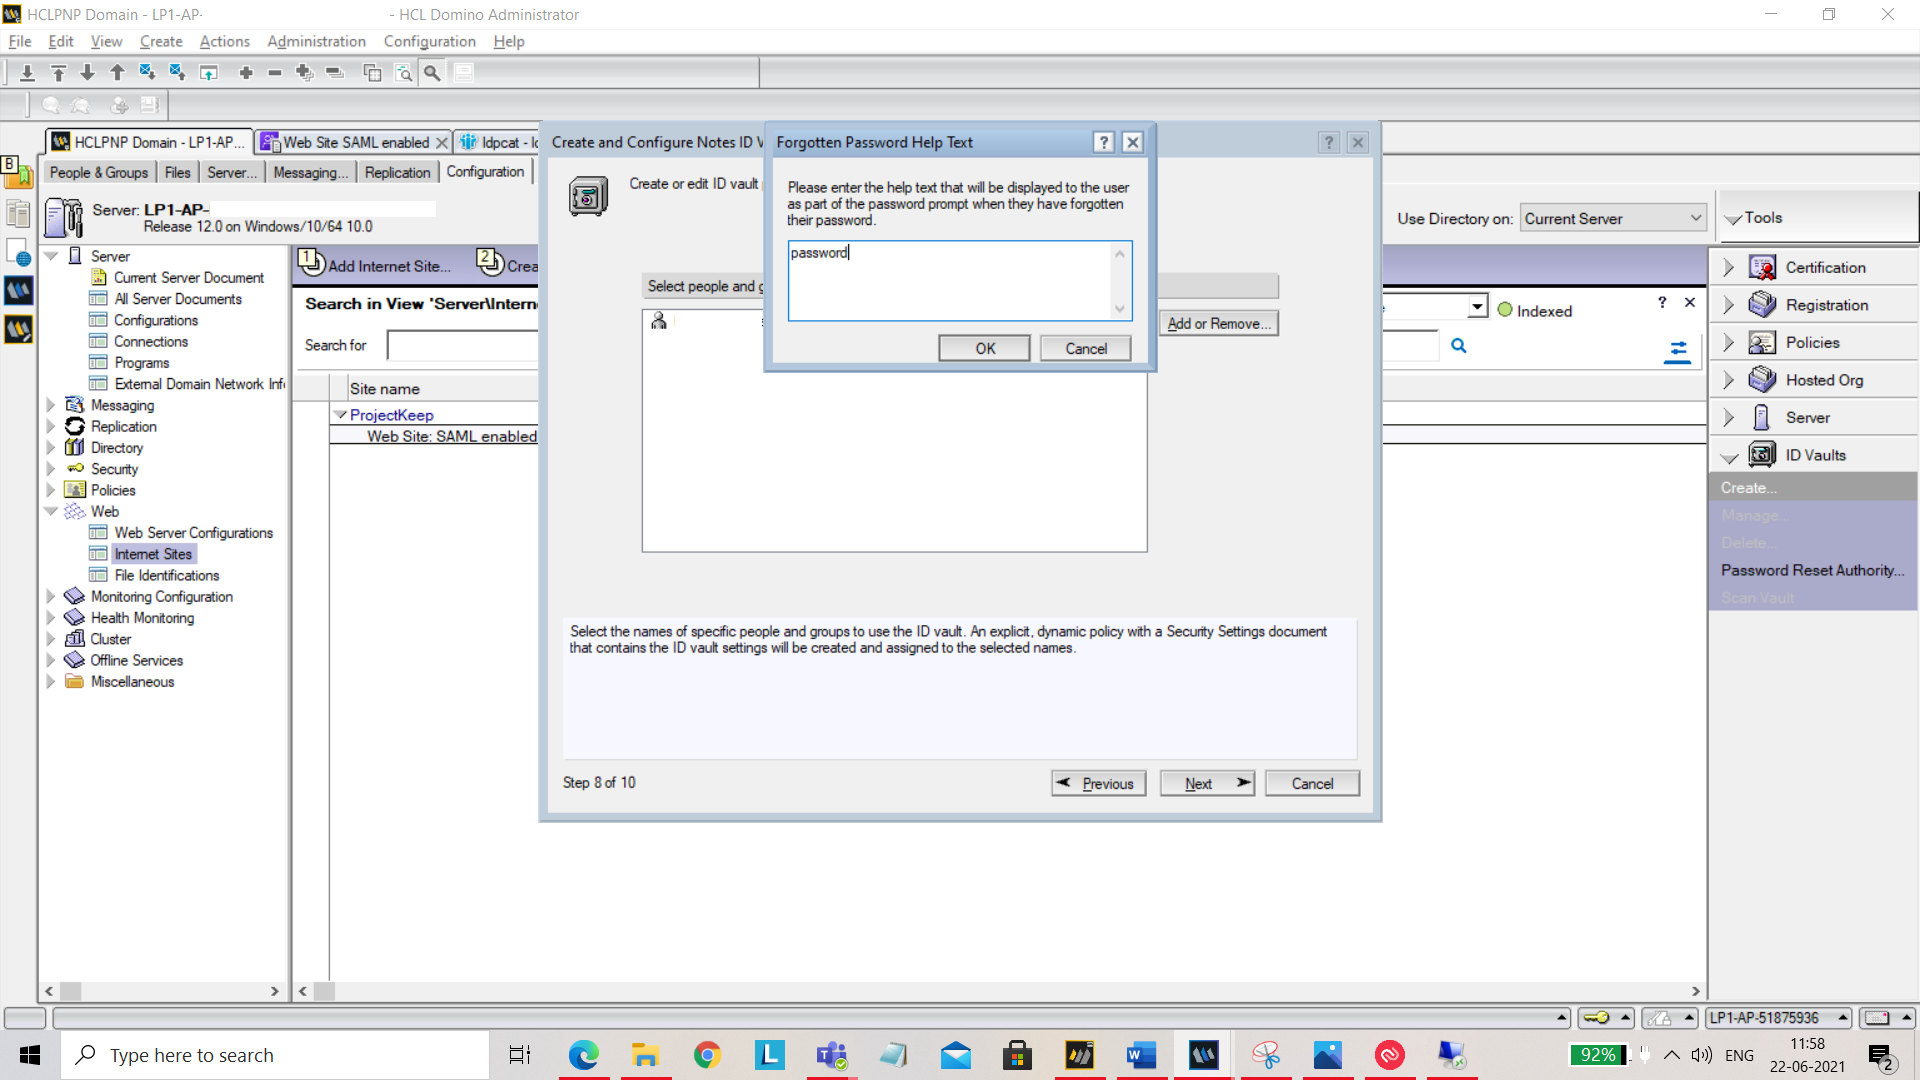 HCLPNP Domain - LP1-AP- - HCL Domino Administrator
File Edit View Create Actions Administration Configuration Help
HCLPNP Domain - LP1-AP... Web Site SAML enabled Idpcat - Ic
People & Groups Files Server... Messaging... Replication Configuration
B
Server: LP1-AP-
Release 12.0 on Windows/10/64 10.0
Use Directory on: Current Server
Tools
Server
Current Server Document
All Server Documents
Configurations
Connections
Programs
External Domain Network Inf
Messaging
Replication
Directory
Security
Policies
Web
Web Server Configurations
Internet Sites
File Identifications
Monitoring Configuration
Health Monitoring
Cluster
Offline Services
Miscellaneous
1 Add Internet Site... 2 Crea
Search in View 'Server\Intern
Search for
Indexed
?
Site name
ProjectKeep
Web Site: SAML enabled
Create and Configure Notes ID V
?
Create or edit ID vault
Select people and g
Add or Remove...
Select the names of specific people and groups to use the ID vault. An explicit, dynamic policy with a Security Settings document
that contains the ID vault settings will be created and assigned to the selected names.
Step 8 of 10
Previous Next Cancel
Forgotten Password Help Text
?
Please enter the help text that will be displayed to the user
as part of the password prompt when they have forgotten
their password.
password
OK Cancel
Certification
Registration
Policies
Hosted Org
Server
ID Vaults
Create...
Manage...
Delete...
Password Reset Authority...
Scan Vault
LP1-AP-51875936
Type here to search
92%
ENG
11:58
22-06-2021
2